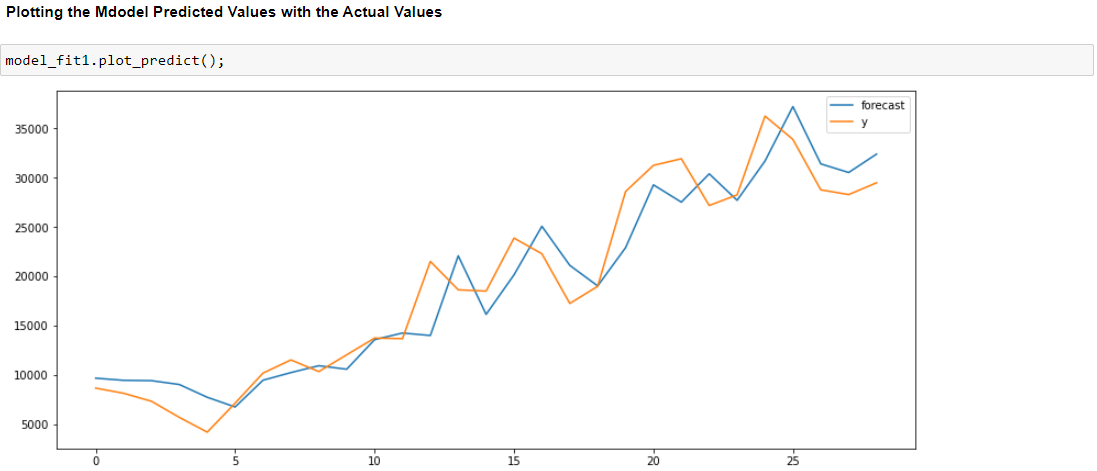 Plotting the Mdodel Predicted Values with the Actual Values
model_fit1.plot_predict();
forecast
y
35000
30000
25000
20000
15000
10000
5000
0 5 10 15 20 25